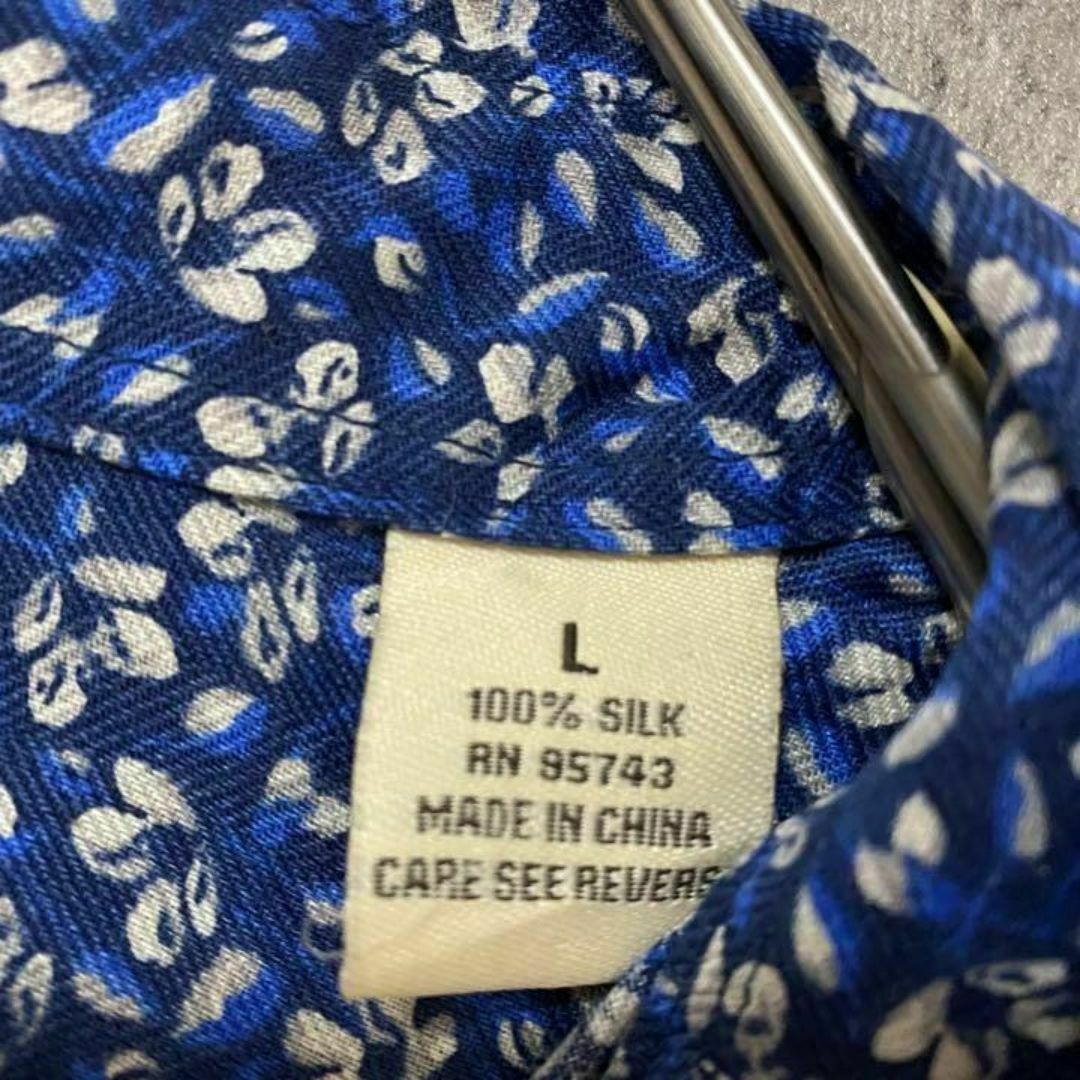 L
100% SILK
RN 95743
MADE IN CHINA
CARE SEE REVERS